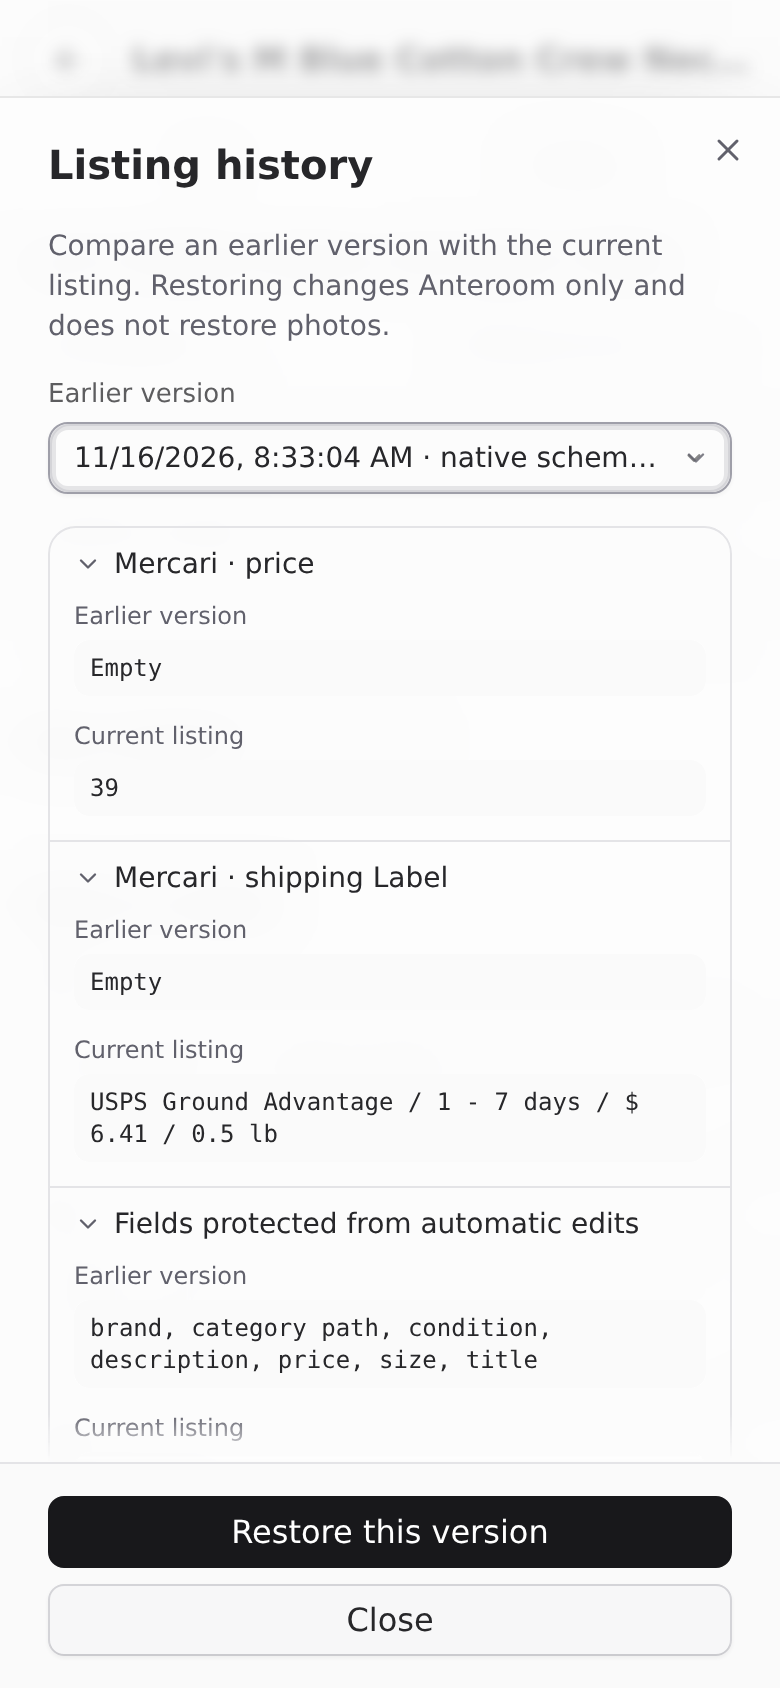 Listing history
Compare an earlier version with the current
listing. Restoring changes Anteroom only and
does not restore photos.
Earlier version
11/16/2026, 8:33:04 AM · native schem...
Mercari · price
Earlier version
Empty
Current listing
39
Mercari · shipping Label
Earlier version
Empty
Current listing
USPS Ground Advantage / 1 - 7 days / $
6.41 / 0.5 lb
Fields protected from automatic edits
Earlier version
brand, category path, condition,
description, price, size, title
Current listing
Restore this version
Close